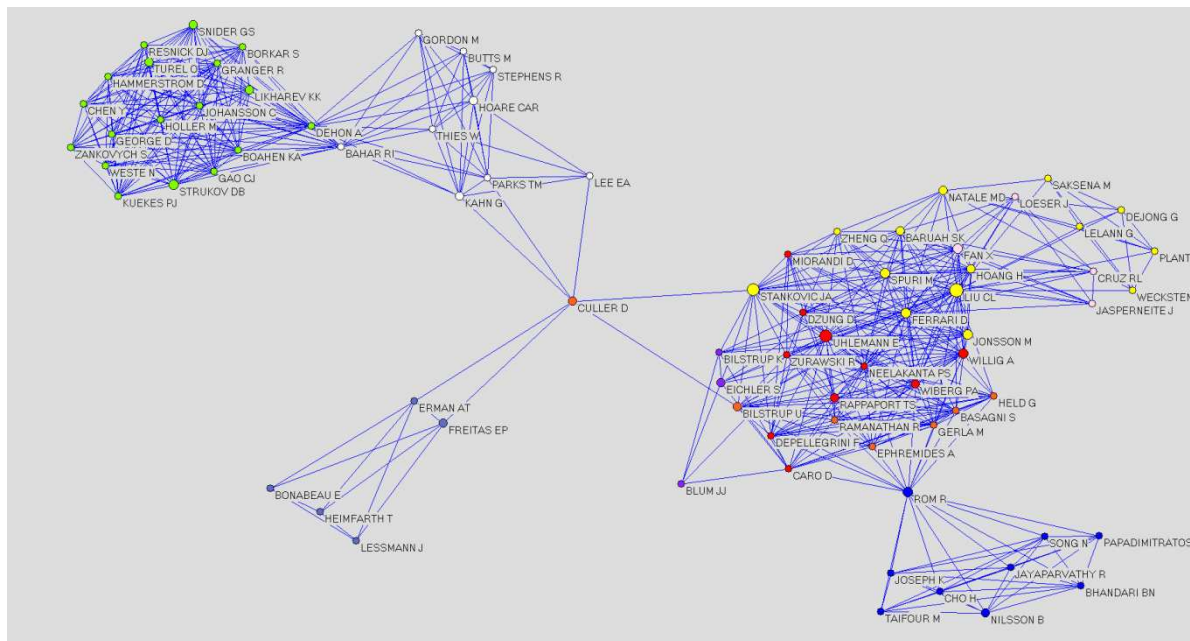 SNIDER GS
RESNICK DJ
BORKAR S
TUREL O
GRANGER R
HAMMERSTROM D
LIKHAREV KK
CHEN Y
JOHANSSON C
HOLLER M
GEORGE D
DEHON A
ZANKOVYCH S
BOAHEN KA
WESTE N
GAO CJ
STRUKOV DB
KUEKES PJ
GORDON M
BUTTS M
STEPHENS R
HOARE CAR
THIES W
BAHAR RI
PARKS TM
LEE EA
KAHN G
CULLER D
SAKSENA M
NATALE MD
LOESER J
DEJONG G
LELANN G
ZHENG Q
BARUAH SK
FAN X
PLANT
MIORANDI D
SPURI M
HOANG H
CRUZ RL
STANKOVIC JA
LIU CL
WECKSTEN
JASPERNEITE J
DZUNG D
FERRARI D
UHLEMANN E
JONSSON M
BILSTRUP K
ZURAWSKI R
WILLIG A
NEELAKANTA PS
EICHLER S
WIBERG PA
RAPPAPORT TS
HELD G
BILSTRUP U
BASAGNI S
RAMANATHAN R
GERLA M
DEPELLEGRINI F
EPHREMIDES A
CARO D
BLUM JJ
ROM R
ERMAN AT
FREITAS EP
BONABEAU E
HEIMFARTH T
LESSMANN J
SONG N
PAPADIMITRATOS
JOSEPH K
JAYAPARVATHY R
CHO H
BHANDARI BN
TAIFOUR M
NILSSON B